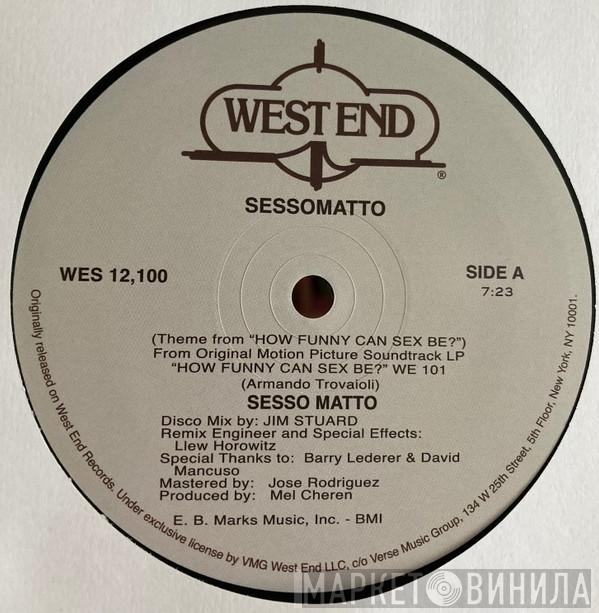 WEST END
®
SESSOMATTO
WES 12,100
SIDE A
7:23
(Theme from “HOW FUNNY CAN SEX BE?”)
From Original Motion Picture Soundtrack LP
“HOW FUNNY CAN SEX BE?” WE 101
(Armando Trovaioli)
SESSO MATTO
Disco Mix by: JIM STUARD
Remix Engineer and Special Effects:
Llew Horowitz
Special Thanks to: Barry Lederer & David
Mancuso
Mastered by: Jose Rodriguez
Produced by: Mel Cheren
E. B. Marks Music, Inc. - BMI
Originally released on West End Records. Under exclusive license by VMG West End LLC, c/o Verse Music Group, 134 W 25th Street, 5th Floor, New York, NY 10001.
МАРКЕТ ВИНИЛА